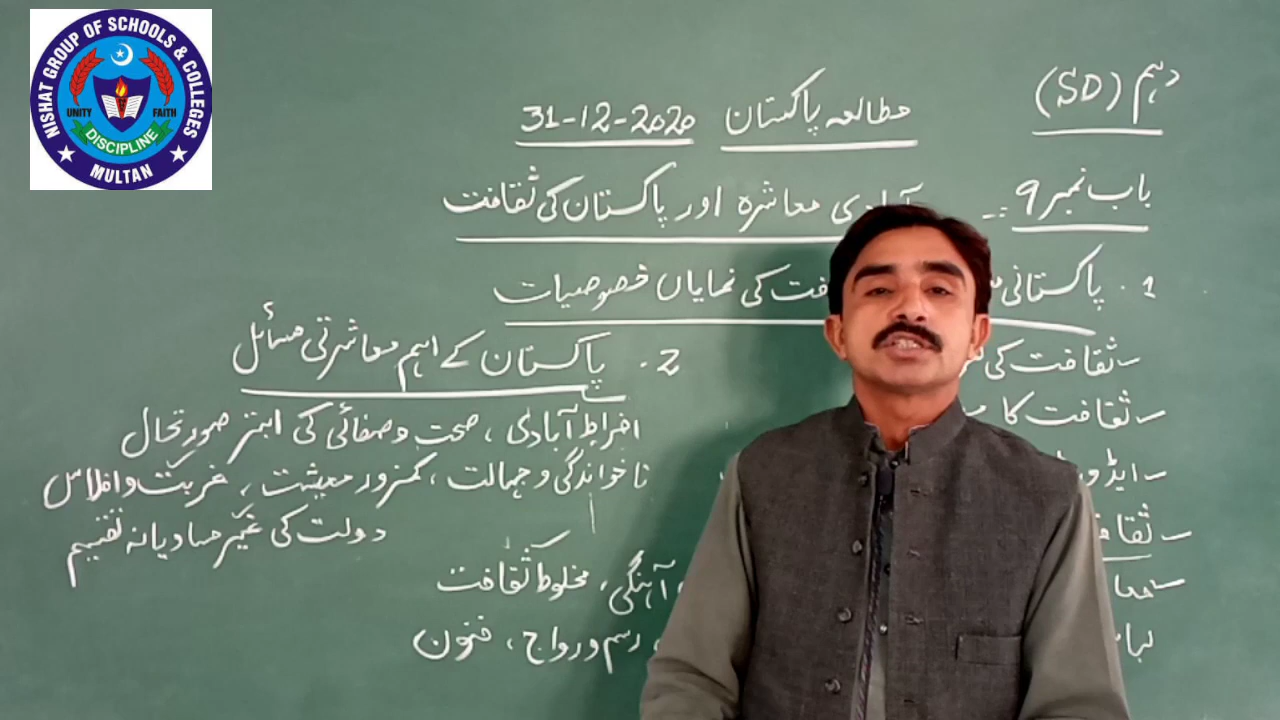 NISHAT GROUP OF SCHOOLS & COLLEGES
UNITY FAITH
DISCIPLINE
MULTAN
دہم (SD)
مطالعہ پاکستان 31-12-2020
باب نمبر 9 :- آبادی معاشرہ اور پاکستان کی ثقافت
1. پاکستانی کی نمایاں خصوصیات
- ثقافت کی
- ثقافت کا
2. پاکستان کے اہم معاشرتی مسائل
افراط آبادی ، صحت و صفائی کی ابتر صورتحال
ناخواندگی و جہالت ، کمزور معیشت ، غربت و افلاس
دولت کی غیر مساویانہ تقسیم
آہنگی، مخلوط ثقافت
رسم و رواج ، فنون